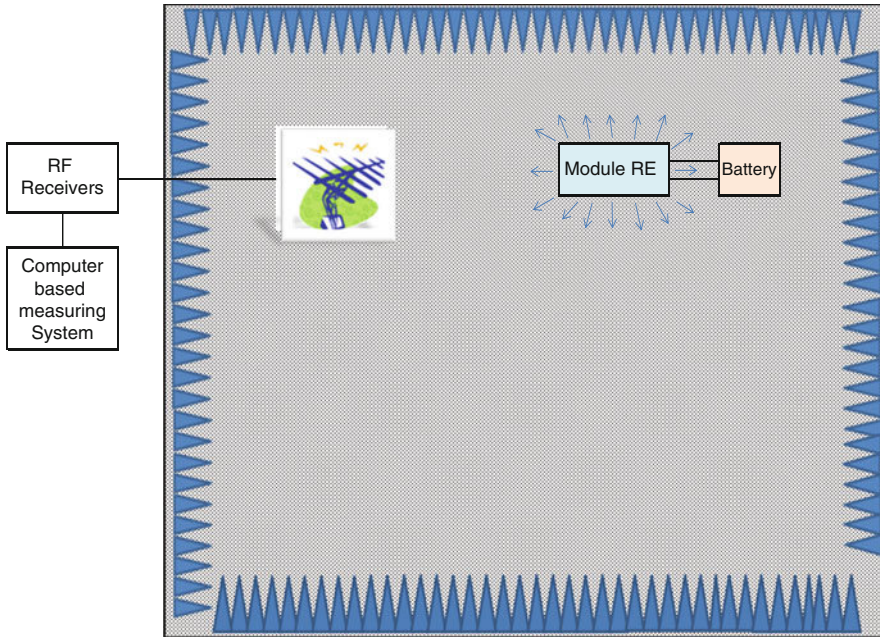 RF
Receivers
Computer
based
measuring
System
Module RE
Battery